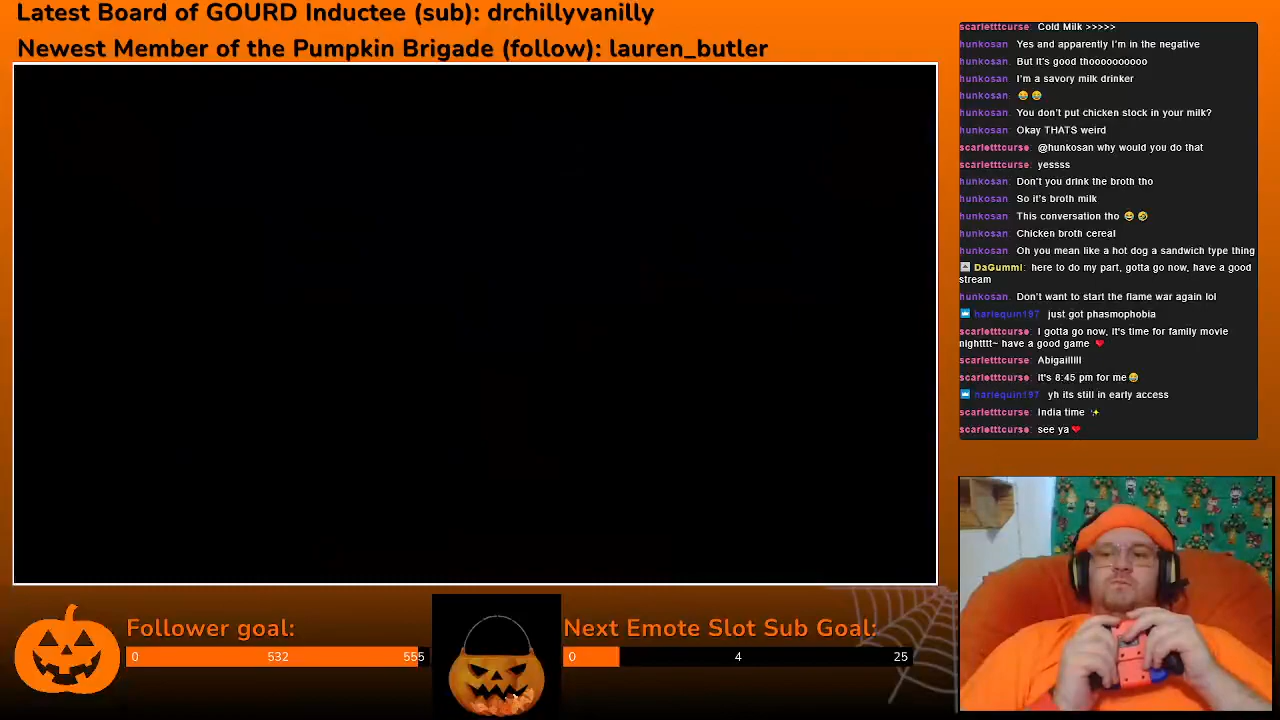 Latest Board of GOURD Inductee (sub): drchillyvanilly
Newest Member of the Pumpkin Brigade (follow): lauren_butler
scarletttcurse: Cold Milk >>>>>
hunkosan: Yes and apparently I'm in the negative
hunkosan: But it's good thoooooooooo
hunkosan: I'm a savory milk drinker
hunkosan: 😂 😂
hunkosan: You don't put chicken stock in your milk?
hunkosan: Okay THATS weird
scarletttcurse: @hunkosan why would you do that
scarletttcurse: yessss
hunkosan: Don't you drink the broth tho
hunkosan: So it's broth milk
hunkosan: This conversation tho 😂 🤣
hunkosan: Chicken broth cereal
hunkosan: Oh you mean like a hot dog a sandwich type thing
DaGummi: here to do my part, gotta go now, have a good
stream
hunkosan: Don't want to start the flame war again lol
harlequin197 just got phasmophobia
scarletttcurse: I gotta go now, It's time for family movie
nightttt~ have a good game ❤
scarletttcurse: Abigailllll
scarletttcurse: It's 8:45 pm for me😂
harlequin197 yh its still in early access
scarletttcurse: India time ✨
scarletttcurse: see ya❤
Follower goal:
0 532 555
Next Emote Slot Sub Goal:
0 4 25